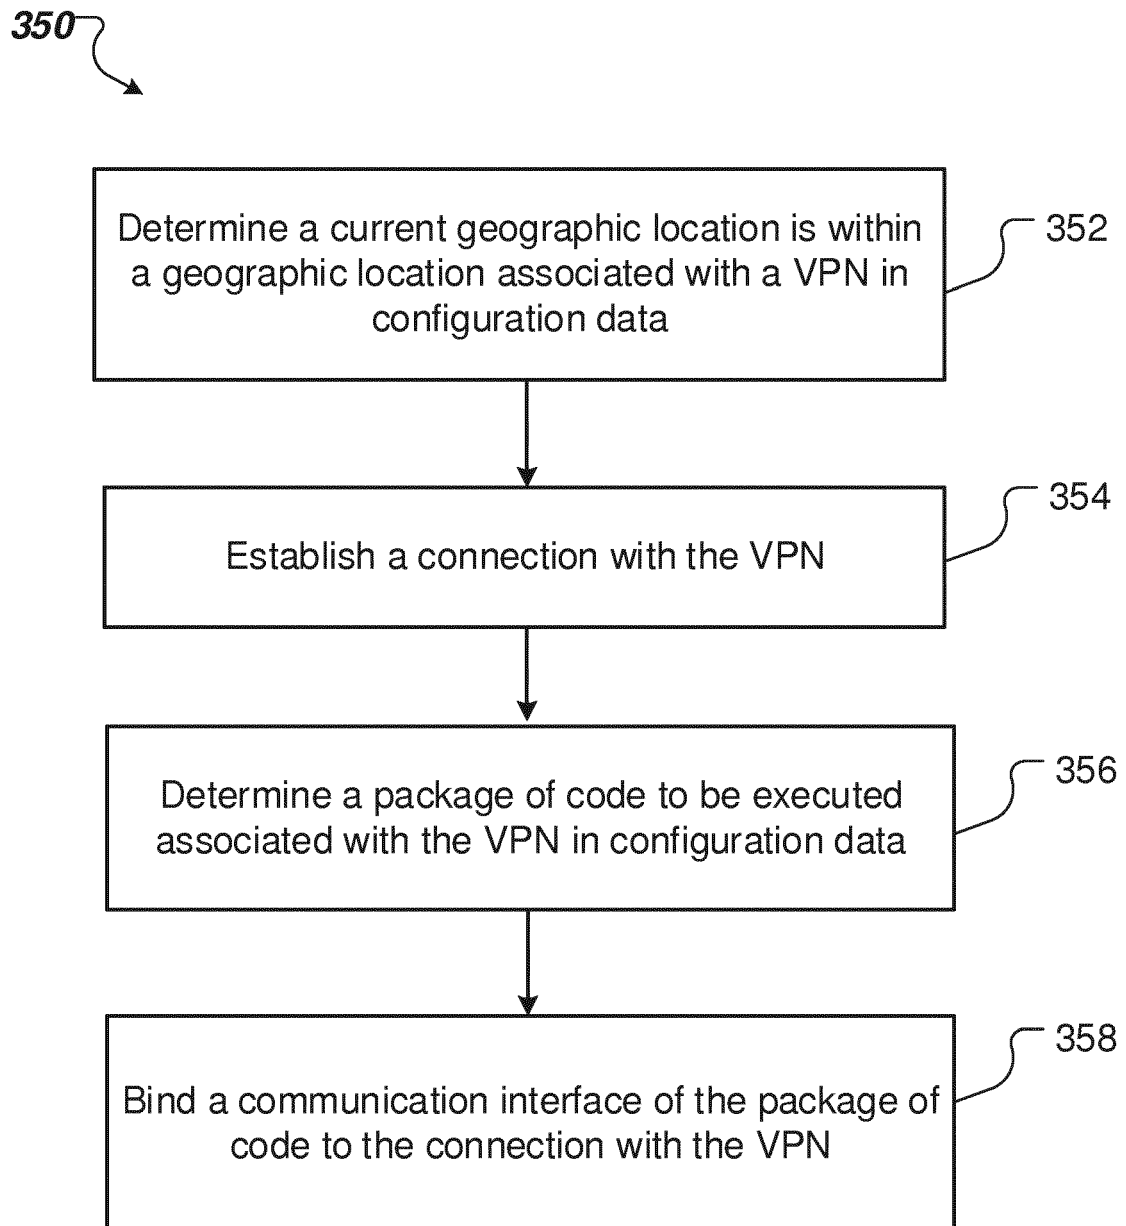 350
Determine a current geographic location is within
a geographic location associated with a VPN in
configuration data
352
Establish a connection with the VPN
354
Determine a package of code to be executed
associated with the VPN in configuration data
356
Bind a communication interface of the package of
code to the connection with the VPN
358